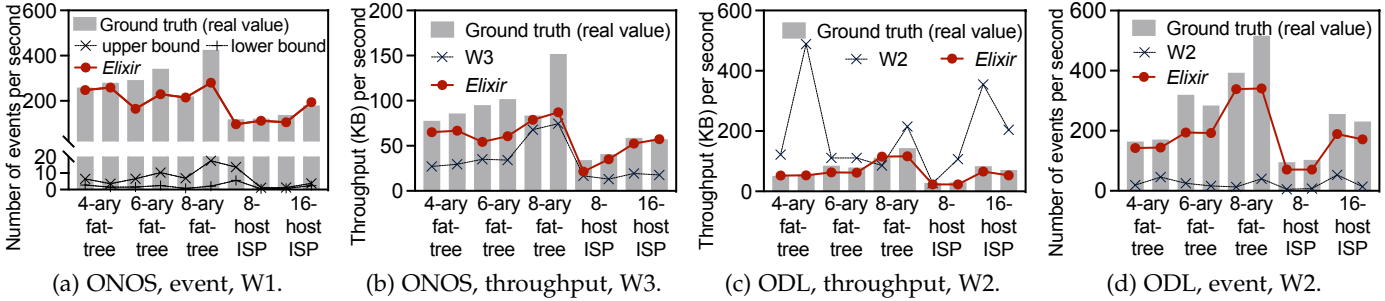 Number of events per second
600
400
200
20
10
0
Ground truth (real value)
upper bound
lower bound
Elixir
4-ary fat-tree
6-ary fat-tree
8-ary fat-tree
8-host ISP
16-host ISP
(a) ONOS, event, W1.
Throughput (KB) per second
200
150
100
50
0
Ground truth (real value)
W3
Elixir
4-ary fat-tree
6-ary fat-tree
8-ary fat-tree
8-host ISP
16-host ISP
(b) ONOS, throughput, W3.
Throughput (KB) per second
600
400
200
0
Ground truth (real value)
W2
Elixir
4-ary fat-tree
6-ary fat-tree
8-ary fat-tree
8-host ISP
16-host ISP
(c) ODL, throughput, W2.
Number of events per second
600
400
200
0
Ground truth (real value)
W2
Elixir
4-ary fat-tree
6-ary fat-tree
8-ary fat-tree
8-host ISP
16-host ISP
(d) ODL, event, W2.